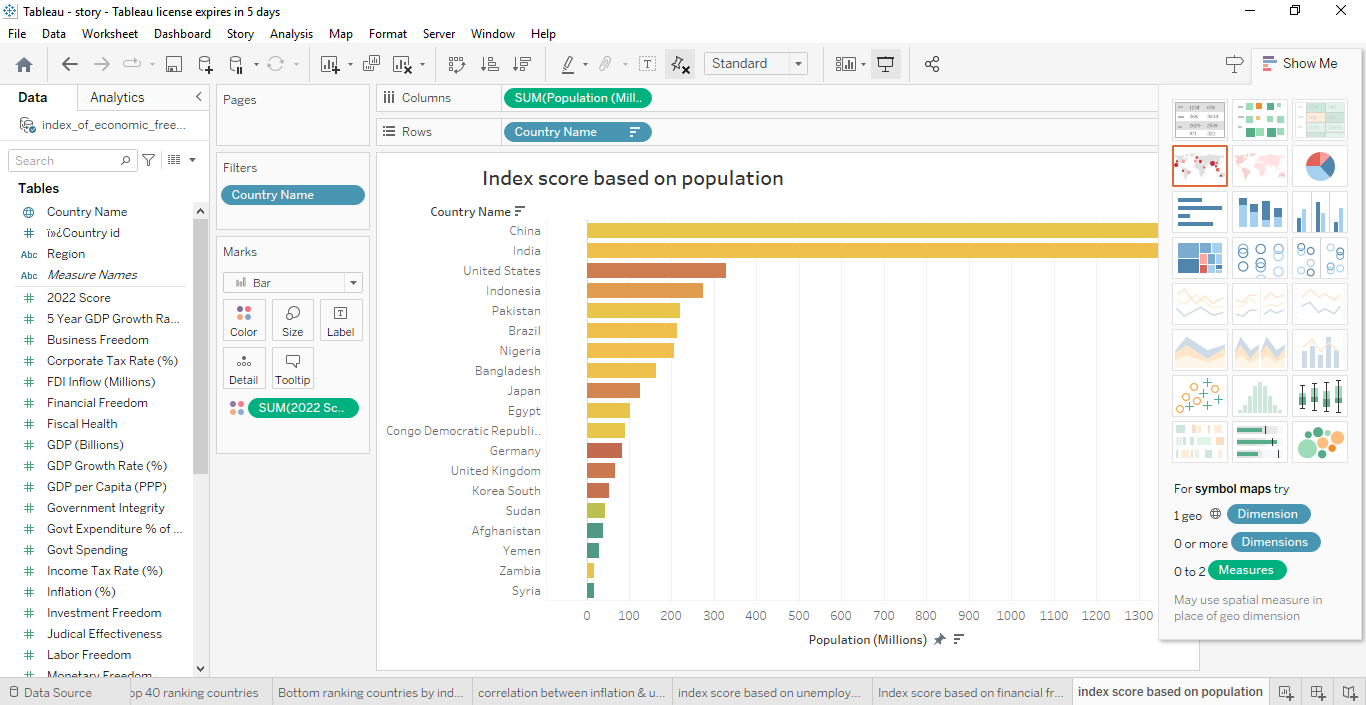 Tableau - story - Tableau license expires in 5 days
File Data Worksheet Dashboard Story Analysis Map Format Server Window Help
Standard
Show Me
Data Analytics
index_of_economic_free...
Search
Tables
Country Name
ï»¿Country id
Abc Region
Abc Measure Names
2022 Score
5 Year GDP Growth Ra...
Business Freedom
Corporate Tax Rate (%)
FDI Inflow (Millions)
Financial Freedom
Fiscal Health
GDP (Billions)
GDP Growth Rate (%)
GDP per Capita (PPP)
Government Integrity
Govt Expenditure % of ...
Govt Spending
Income Tax Rate (%)
Inflation (%)
Investment Freedom
Judical Effectiveness
Labor Freedom
Monetary Freedom
Pages
Filters
Country Name
Marks
Bar
Color Size Label
Detail Tooltip
SUM(2022 Sc..
Columns SUM(Population (Mill..
Rows Country Name
Index score based on population
Country Name
China
India
United States
Indonesia
Pakistan
Brazil
Nigeria
Bangladesh
Japan
Egypt
Congo Democratic Republi..
Germany
United Kingdom
Korea South
Sudan
Afghanistan
Yemen
Zambia
Syria
0 100 200 300 400 500 600 700 800 900 1000 1100 1200 1300
Population (Millions)
For symbol maps try
1 geo Dimension
0 or more Dimensions
0 to 2 Measures
May use spatial measure in
place of geo dimension
Data Source op 40 ranking countries Bottom ranking countries by ind... correlation between inflation & u... index score based on unemploy... Index score based on financial fr... index score based on population